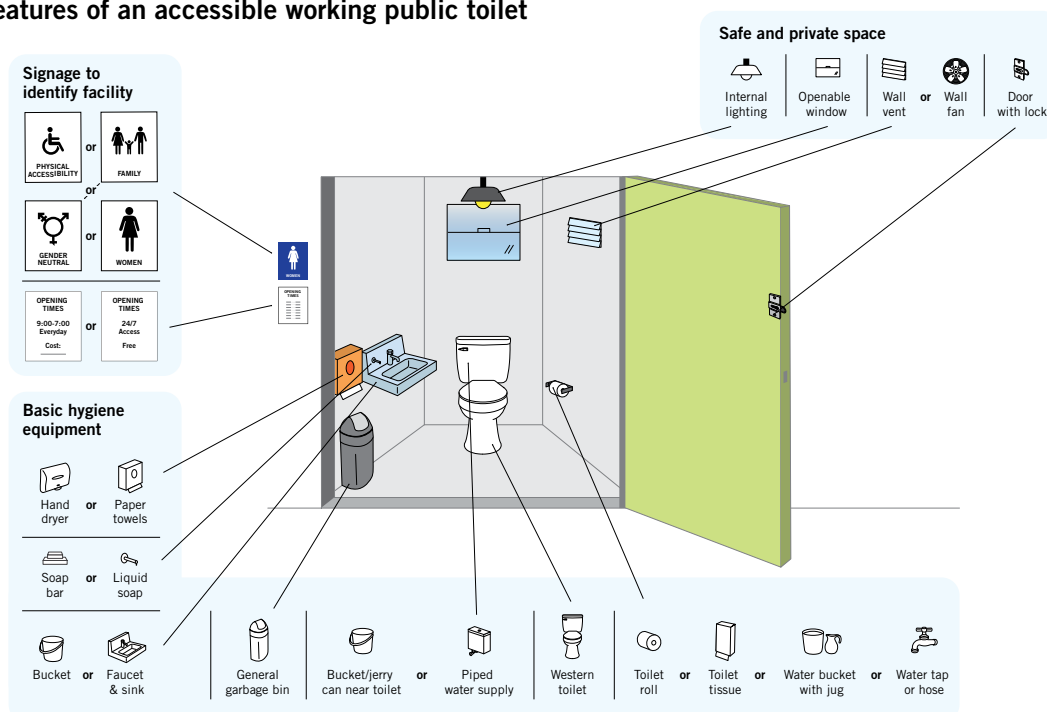 eatures of an accessible working public toilet
Safe and private space
Internal
lighting
Openable
window
Wall
vent
or
Wall
fan
Door
with lock
Signage to
identify facility
PHYSICAL
ACCESSIBILITY
or
FAMILY
or
GENDER
NEUTRAL
or
WOMEN
OPENING
TIMES
9:00-7:00
Everyday
Cost:
or
OPENING
TIMES
24/7
Access
Free
WOMEN
OPENING
TIMES
Basic hygiene
equipment
Hand
dryer
or
Paper
towels
Soap
bar
or
Liquid
soap
Bucket
or
Faucet
& sink
General
garbage bin
Bucket/jerry
can near toilet
or
Piped
water supply
Western
toilet
Toilet
roll
or
Toilet
tissue
or
Water bucket
with jug
or
Water tap
or hose